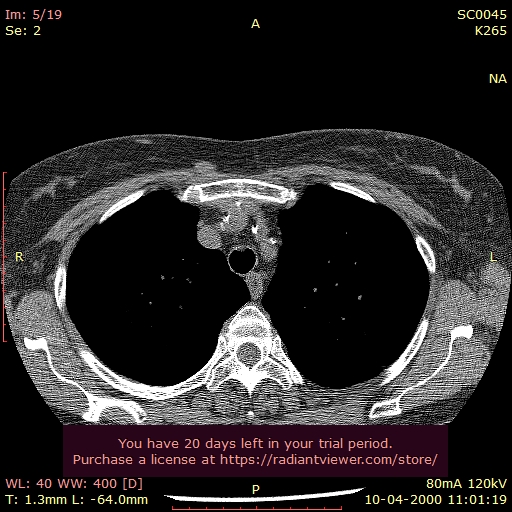 Im: 5/19
Se: 2
A
SC0045
K265
NA
R
L
You have 20 days left in your trial period.
Purchase a license at https://radiantviewer.com/store/
WL: 40 WW: 400 [D]
T: 1.3mm L: -64.0mm
P
80mA 120kV
10-04-2000 11:01:19